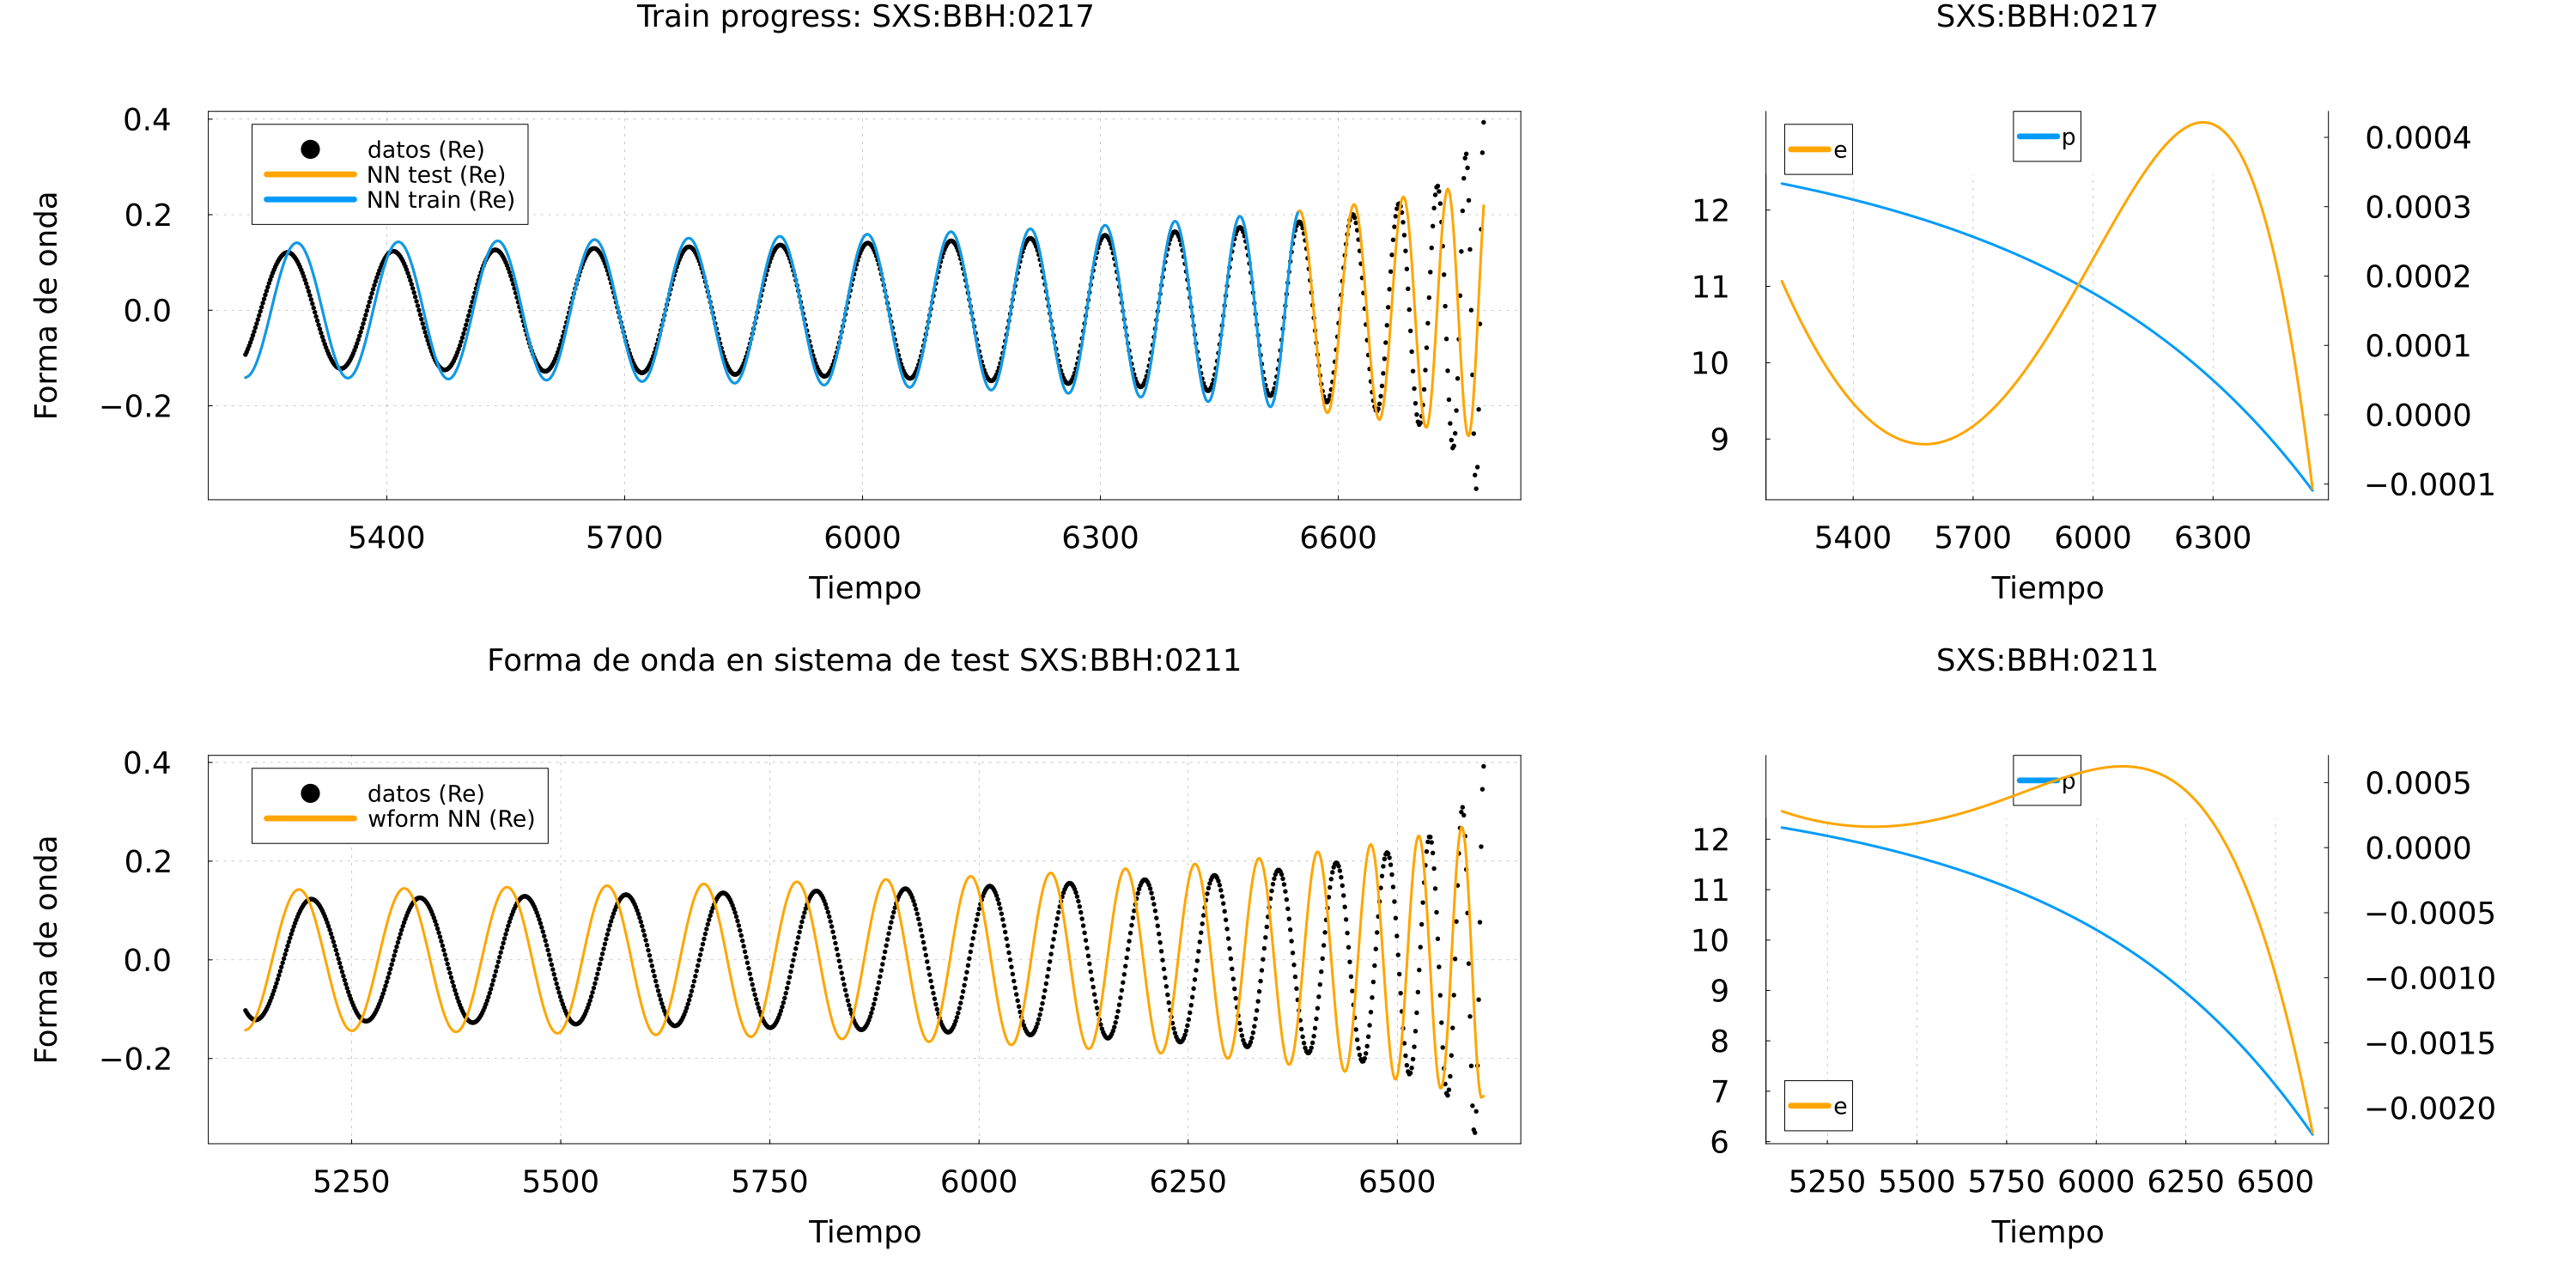 Train progress: SXS:BBH:0217
SXS:BBH:0217
Forma de onda
0.4
0.2
0.0
−0.2
datos (Re)
NN test (Re)
NN train (Re)
5400 5700 6000 6300 6600
Tiempo
12
11
10
9
e
p
0.0004
0.0003
0.0002
0.0001
0.0000
−0.0001
5400 5700 6000 6300
Tiempo
Forma de onda en sistema de test SXS:BBH:0211
SXS:BBH:0211
Forma de onda
0.4
0.2
0.0
−0.2
datos (Re)
wform NN (Re)
5250 5500 5750 6000 6250 6500
Tiempo
12
11
10
9
8
7
6
p
e
0.0005
0.0000
−0.0005
−0.0010
−0.0015
−0.0020
5250 5500 5750 6000 6250 6500
Tiempo